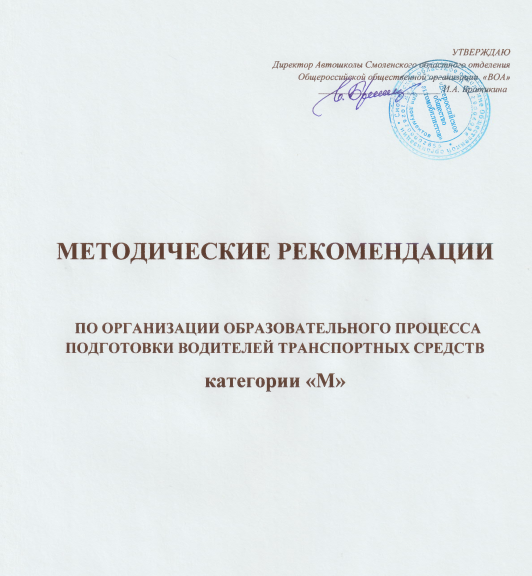 УТВЕРЖДАЮ
Директор Автошколы Смоленского областного отделения
Общероссийской общественной организации «ВОА»
И.А. Братикина
МЕТОДИЧЕСКИЕ РЕКОМЕНДАЦИИ
ПО ОРГАНИЗАЦИИ ОБРАЗОВАТЕЛЬНОГО ПРОЦЕССА
ПОДГОТОВКИ ВОДИТЕЛЕЙ ТРАНСПОРТНЫХ СРЕДСТВ
категории «М»